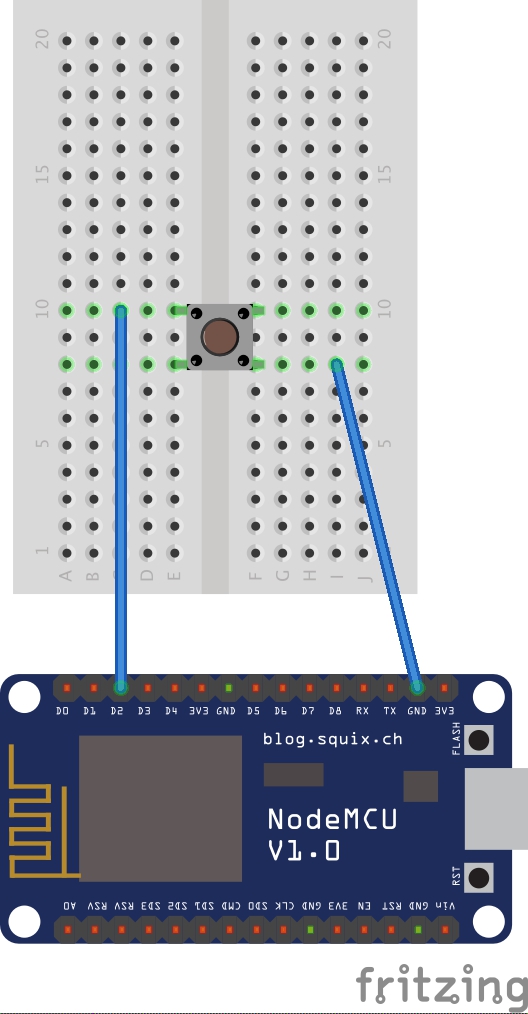 20 20
15 15
10 10
5 5
1
A B D E F G H I J
D0 D1 D2 D3 D4 3V3 GND D5 D6 D7 D8 RX TX GND 3V3
FLASH
blog.squix.ch
NodeMCU
V1.0
RST
A0 RSV RSV SD3 SD2 SD1 CMD SD0 CLK GND 3V3 EN RST GND Vin
fritzing